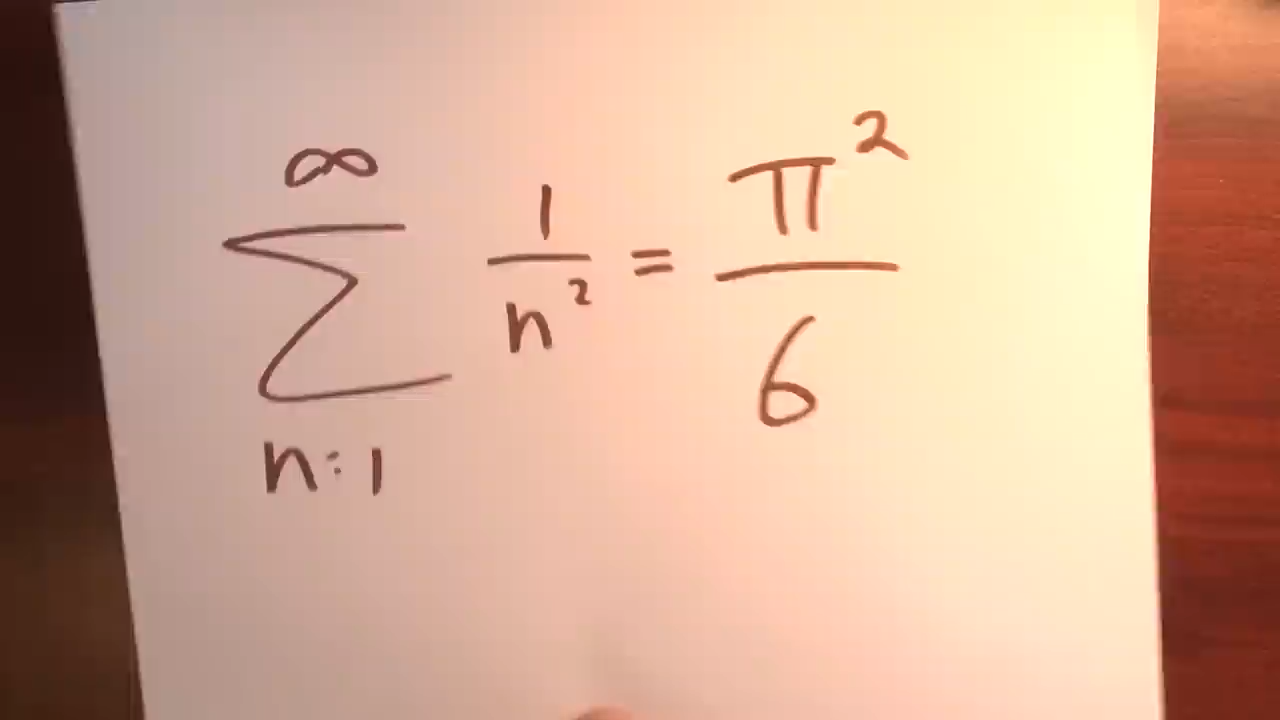 ∞
∑ 1/n² = π²/6
n=1